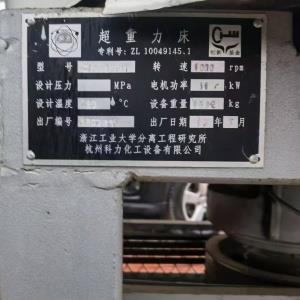 超重力床
专利号: ZL 10049145.1
型号 转速 rpm
设计压力 MPa 电机功率 kW
设计温度 °C 设备重量 kg
出厂编号 出厂日期 年 月
浙江工业大学分离工程研究所
杭州科力化工设备有限公司